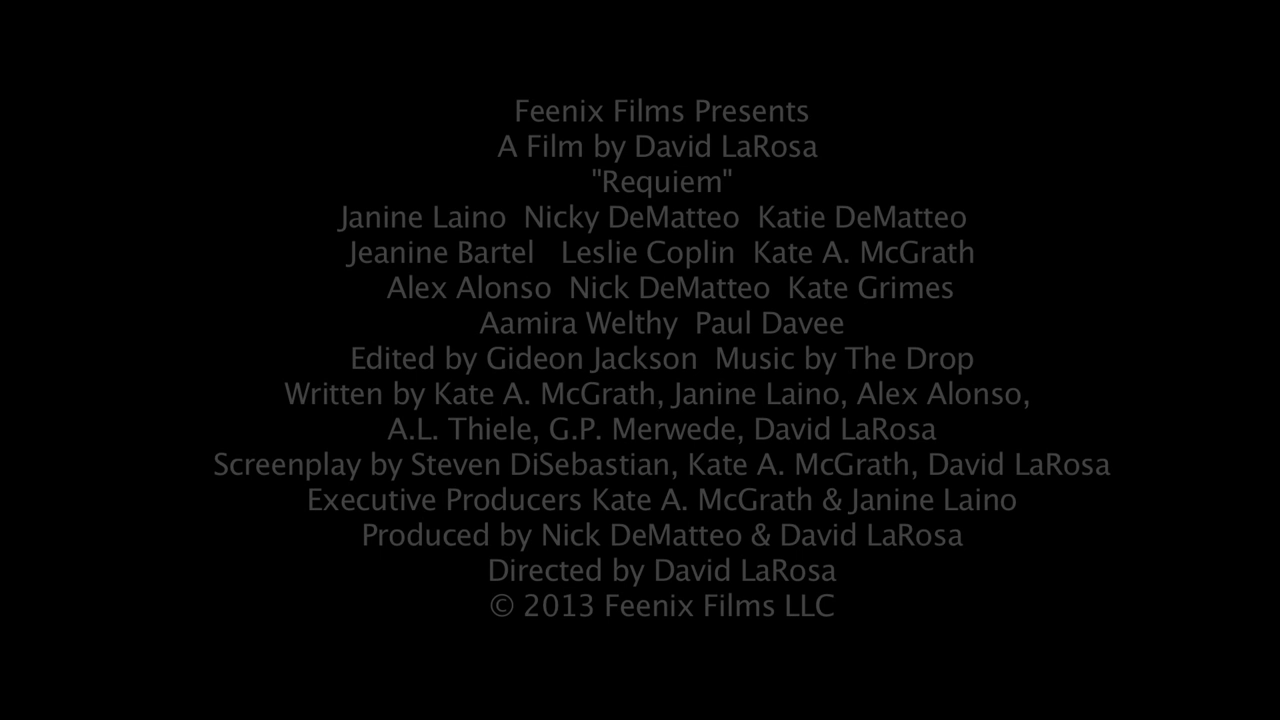 Feenix Films Presents
A Film by David LaRosa
"Requiem"
Janine Laino  Nicky DeMatteo  Katie DeMatteo
Jeanine Bartel   Leslie Coplin  Kate A. McGrath
Alex Alonso  Nick DeMatteo  Kate Grimes
Aamira Welthy  Paul Davee
Edited by Gideon Jackson  Music by The Drop
Written by Kate A. McGrath, Janine Laino, Alex Alonso,
A.L. Thiele, G.P. Merwede, David LaRosa
Screenplay by Steven DiSebastian, Kate A. McGrath, David LaRosa
Executive Producers Kate A. McGrath & Janine Laino
Produced by Nick DeMatteo & David LaRosa
Directed by David LaRosa
© 2013 Feenix Films LLC